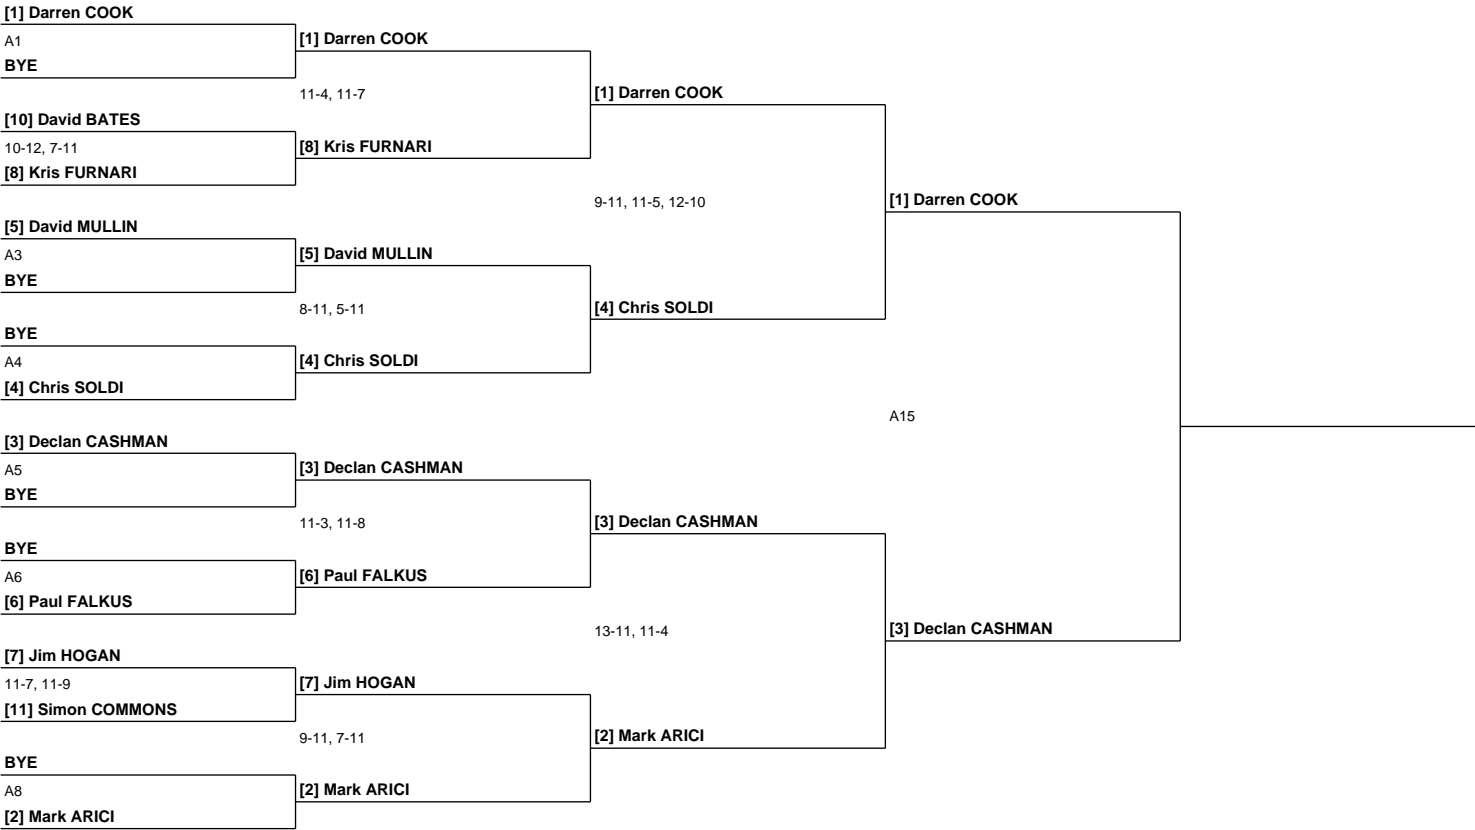 [1] Darren COOK
A1
BYE
[10] David BATES
10-12, 7-11
[8] Kris FURNARI
[5] David MULLIN
A3
BYE
BYE
A4
[4] Chris SOLDI
[3] Declan CASHMAN
A5
BYE
BYE
A6
[6] Paul FALKUS
[7] Jim HOGAN
11-7, 11-9
[11] Simon COMMONS
BYE
A8
[2] Mark ARICI
[1] Darren COOK
11-4, 11-7
[8] Kris FURNARI
[5] David MULLIN
8-11, 5-11
[4] Chris SOLDI
[3] Declan CASHMAN
11-3, 11-8
[6] Paul FALKUS
[7] Jim HOGAN
9-11, 7-11
[2] Mark ARICI
[1] Darren COOK
9-11, 11-5, 12-10
[4] Chris SOLDI
[3] Declan CASHMAN
13-11, 11-4
[2] Mark ARICI
[1] Darren COOK
A15
[3] Declan CASHMAN